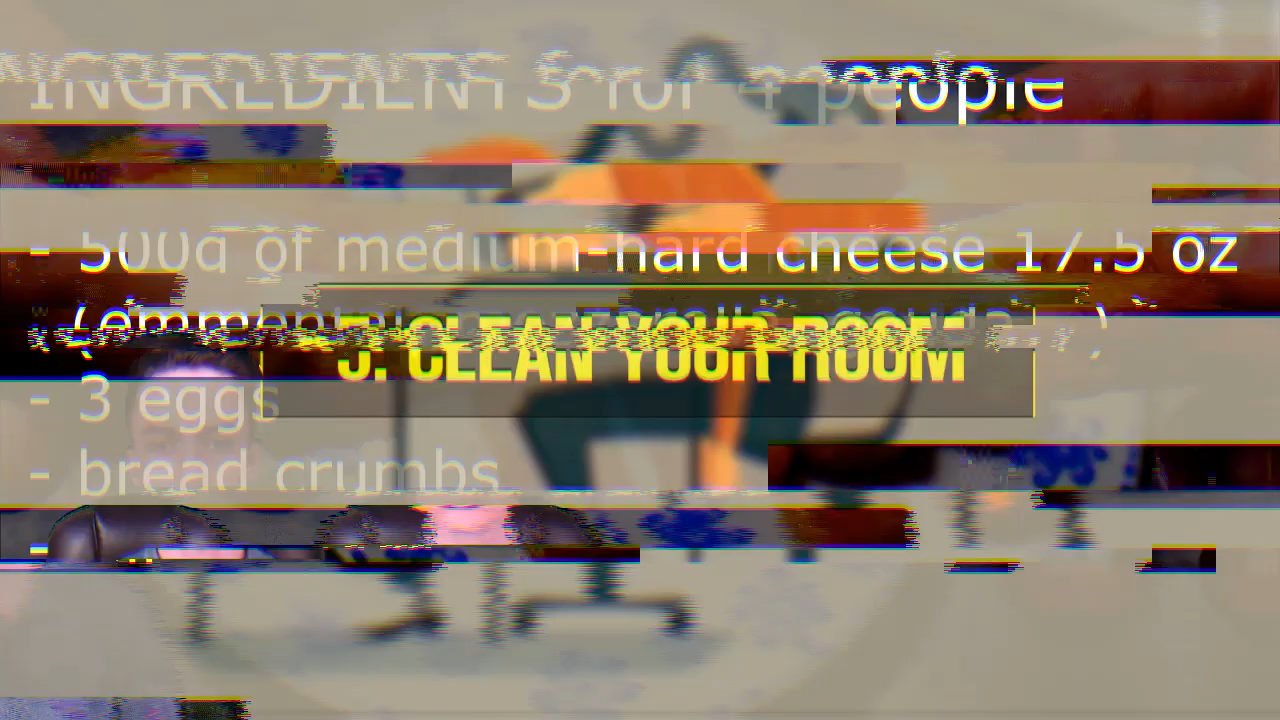 INGREDIENTS for 4 people
- 500g of medium-hard cheese 17.5 oz
5. CLEAN YOUR ROOM
- 3 eggs
- bread crumbs
-